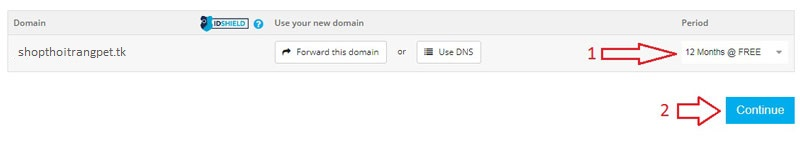 Domain IDSHIELD ? Use your new domain Period
shopthoitrangpet.tk Forward this domain or Use DNS 1 12 Months @ FREE
2 Continue